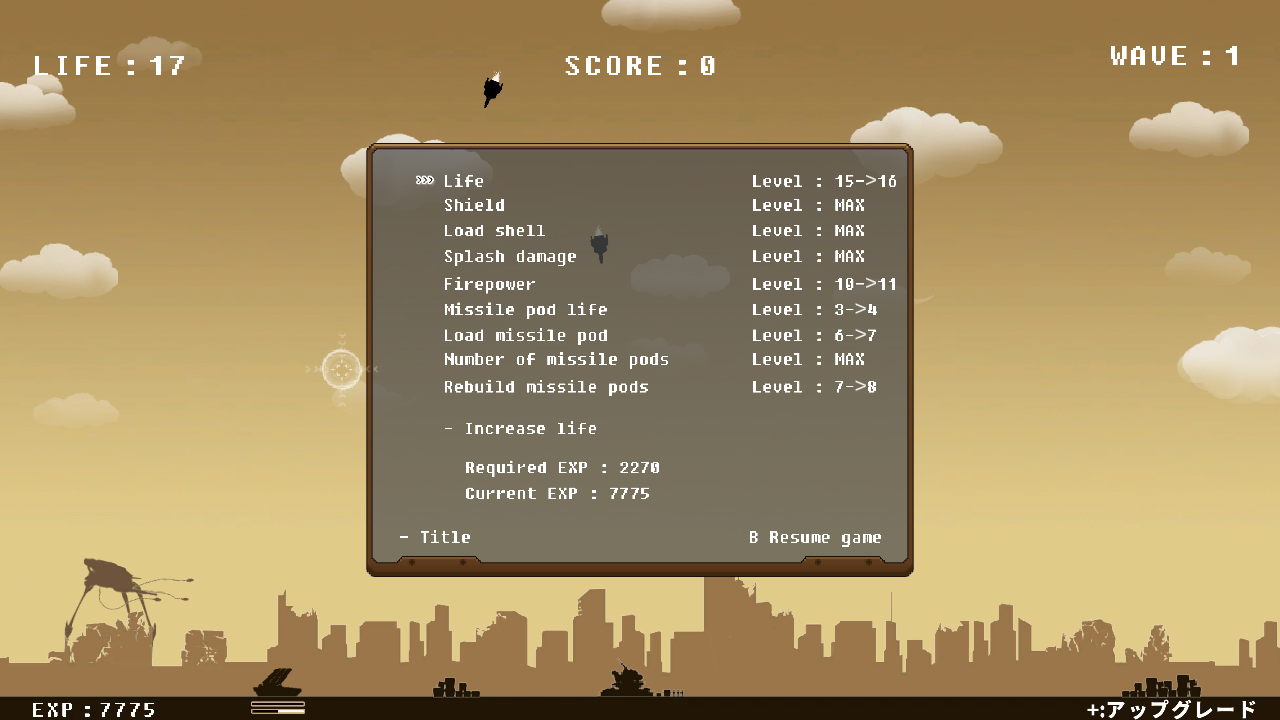 LIFE : 17
SCORE : 0
WAVE : 1
>>> Life Level : 15->16
Shield Level : MAX
Load shell Level : MAX
Splash damage Level : MAX
Firepower Level : 10->11
Missile pod life Level : 3->4
Load missile pod Level : 6->7
Number of missile pods Level : MAX
Rebuild missile pods Level : 7->8
- Increase life
Required EXP : 2270
Current EXP : 7775
- Title
B Resume game
EXP : 7775
+:アップグレード